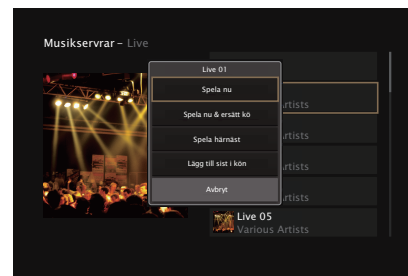 Musikservrar – Live
Live 01
Spela nu
Spela nu & ersätt kö
Spela härnäst
Lägg till sist i kön
Avbryt
Artists
Artists
Artists
Artists
Live 05
Various Artists